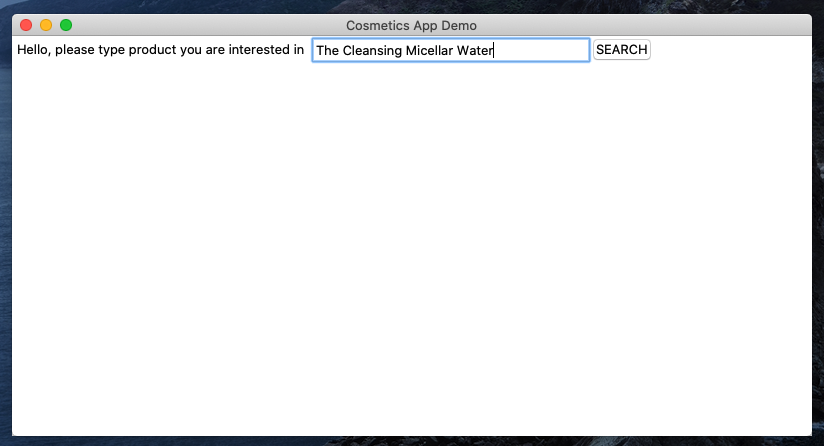 Cosmetics App Demo
Hello, please type product you are interested in The Cleansing Micellar Water SEARCH